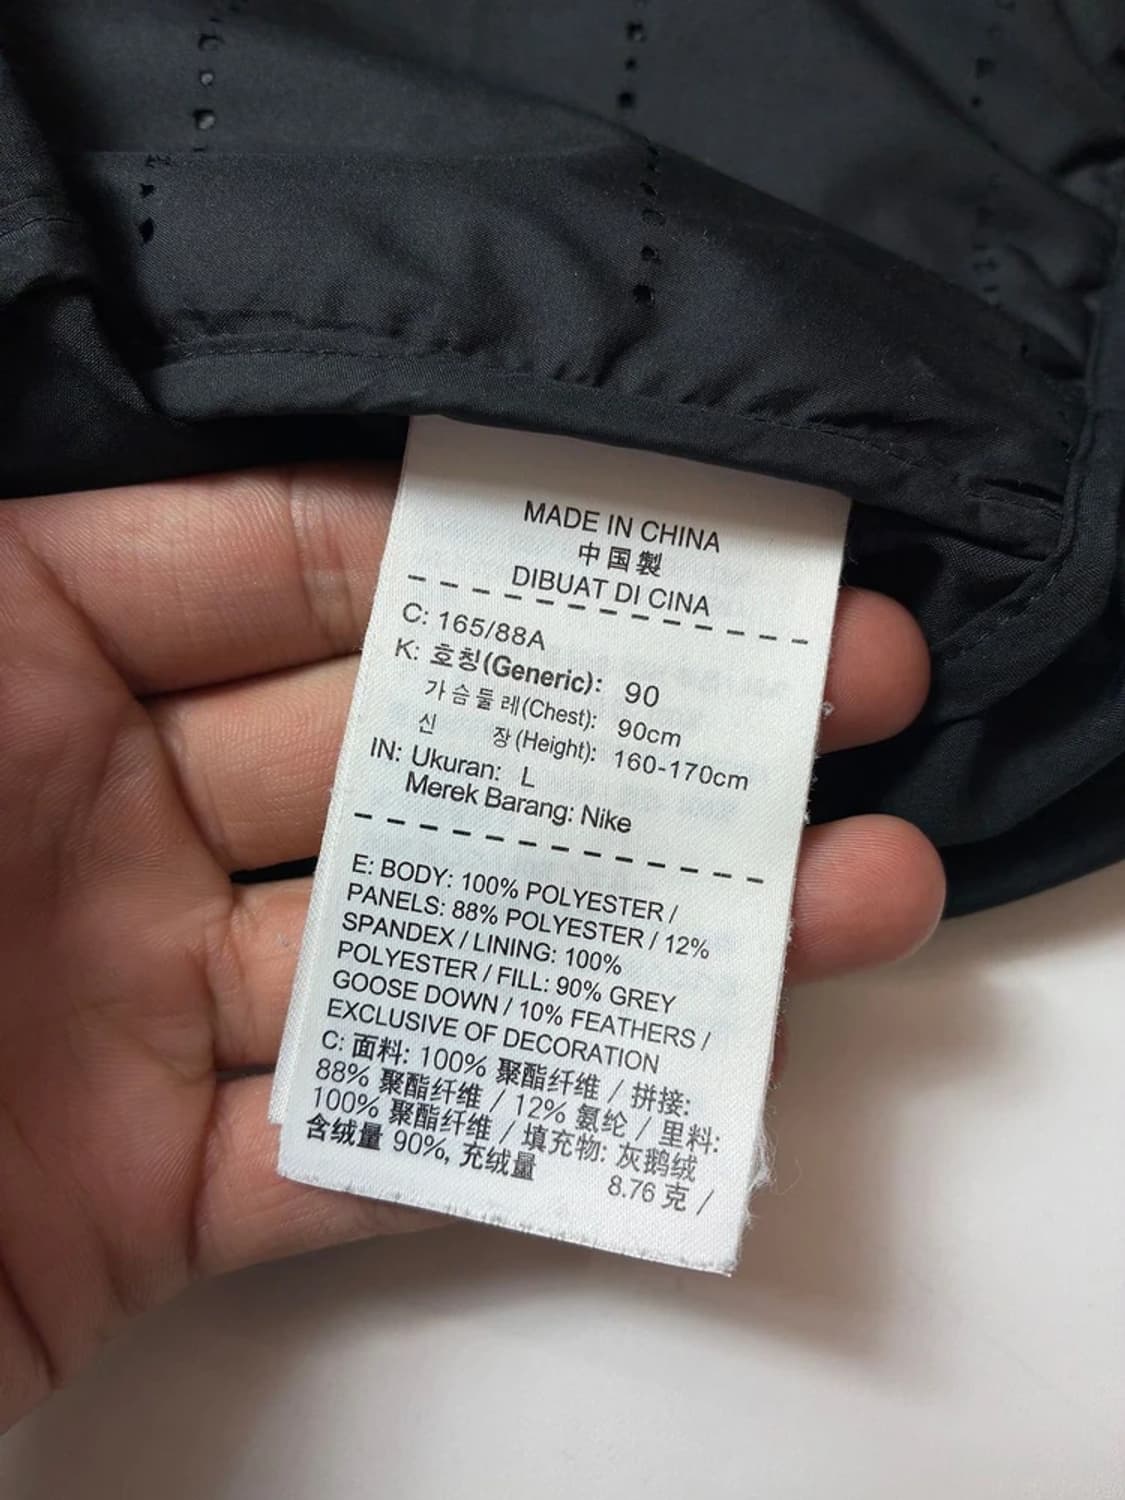 MADE IN CHINA
中国製
DIBUAT DI CINA
C: 165/88A
K: 호칭(Generic): 90
가슴둘레(Chest): 90cm
신 장(Height): 160-170cm
IN: Ukuran: L
Merek Barang: Nike
E: BODY: 100% POLYESTER /
PANELS: 88% POLYESTER / 12%
SPANDEX / LINING: 100%
POLYESTER / FILL: 90% GREY
GOOSE DOWN / 10% FEATHERS /
EXCLUSIVE OF DECORATION
C: 面料: 100% 聚酯纤维 / 拼接:
88% 聚酯纤维 / 12% 氨纶 / 里料:
100% 聚酯纤维 / 填充物: 灰鹅绒
含绒量 90%, 充绒量 8.76 克 /